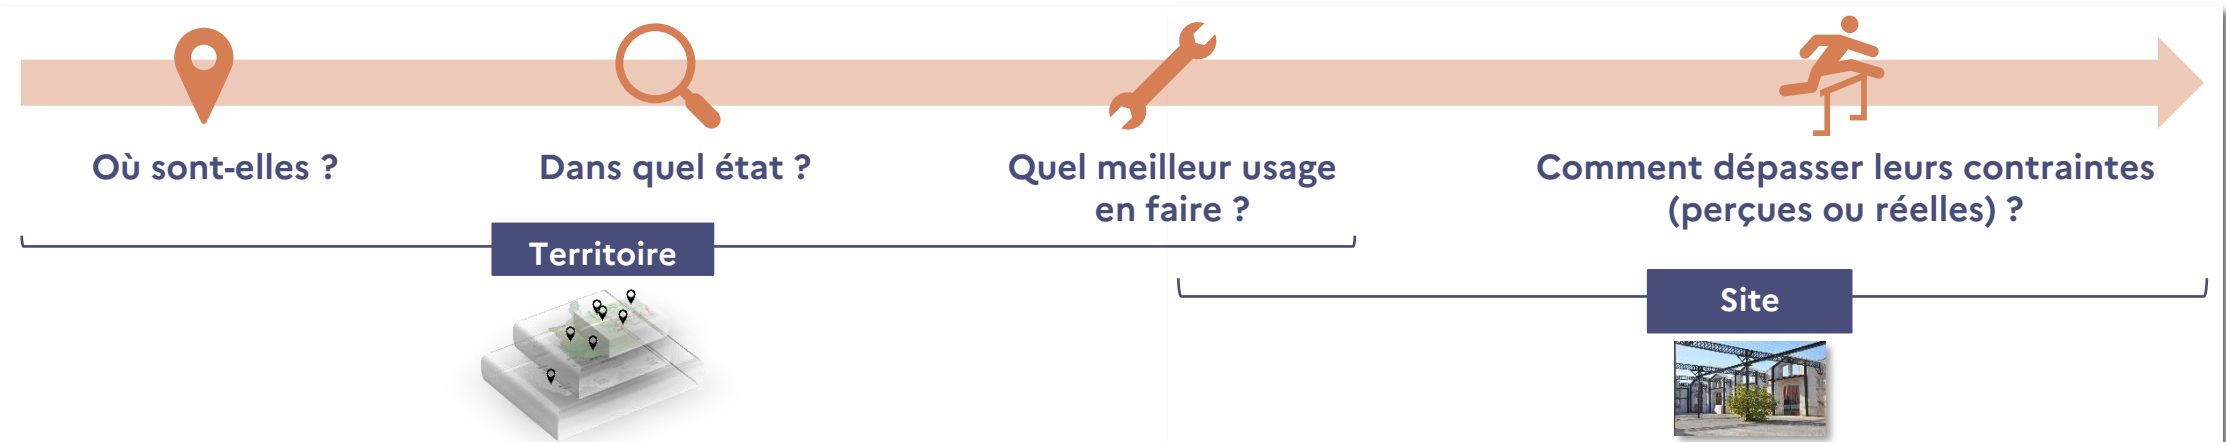 Où sont-elles ?
Dans quel état ?
Quel meilleur usage
en faire ?
Comment dépasser leurs contraintes
(perçues ou réelles) ?
Territoire
Site